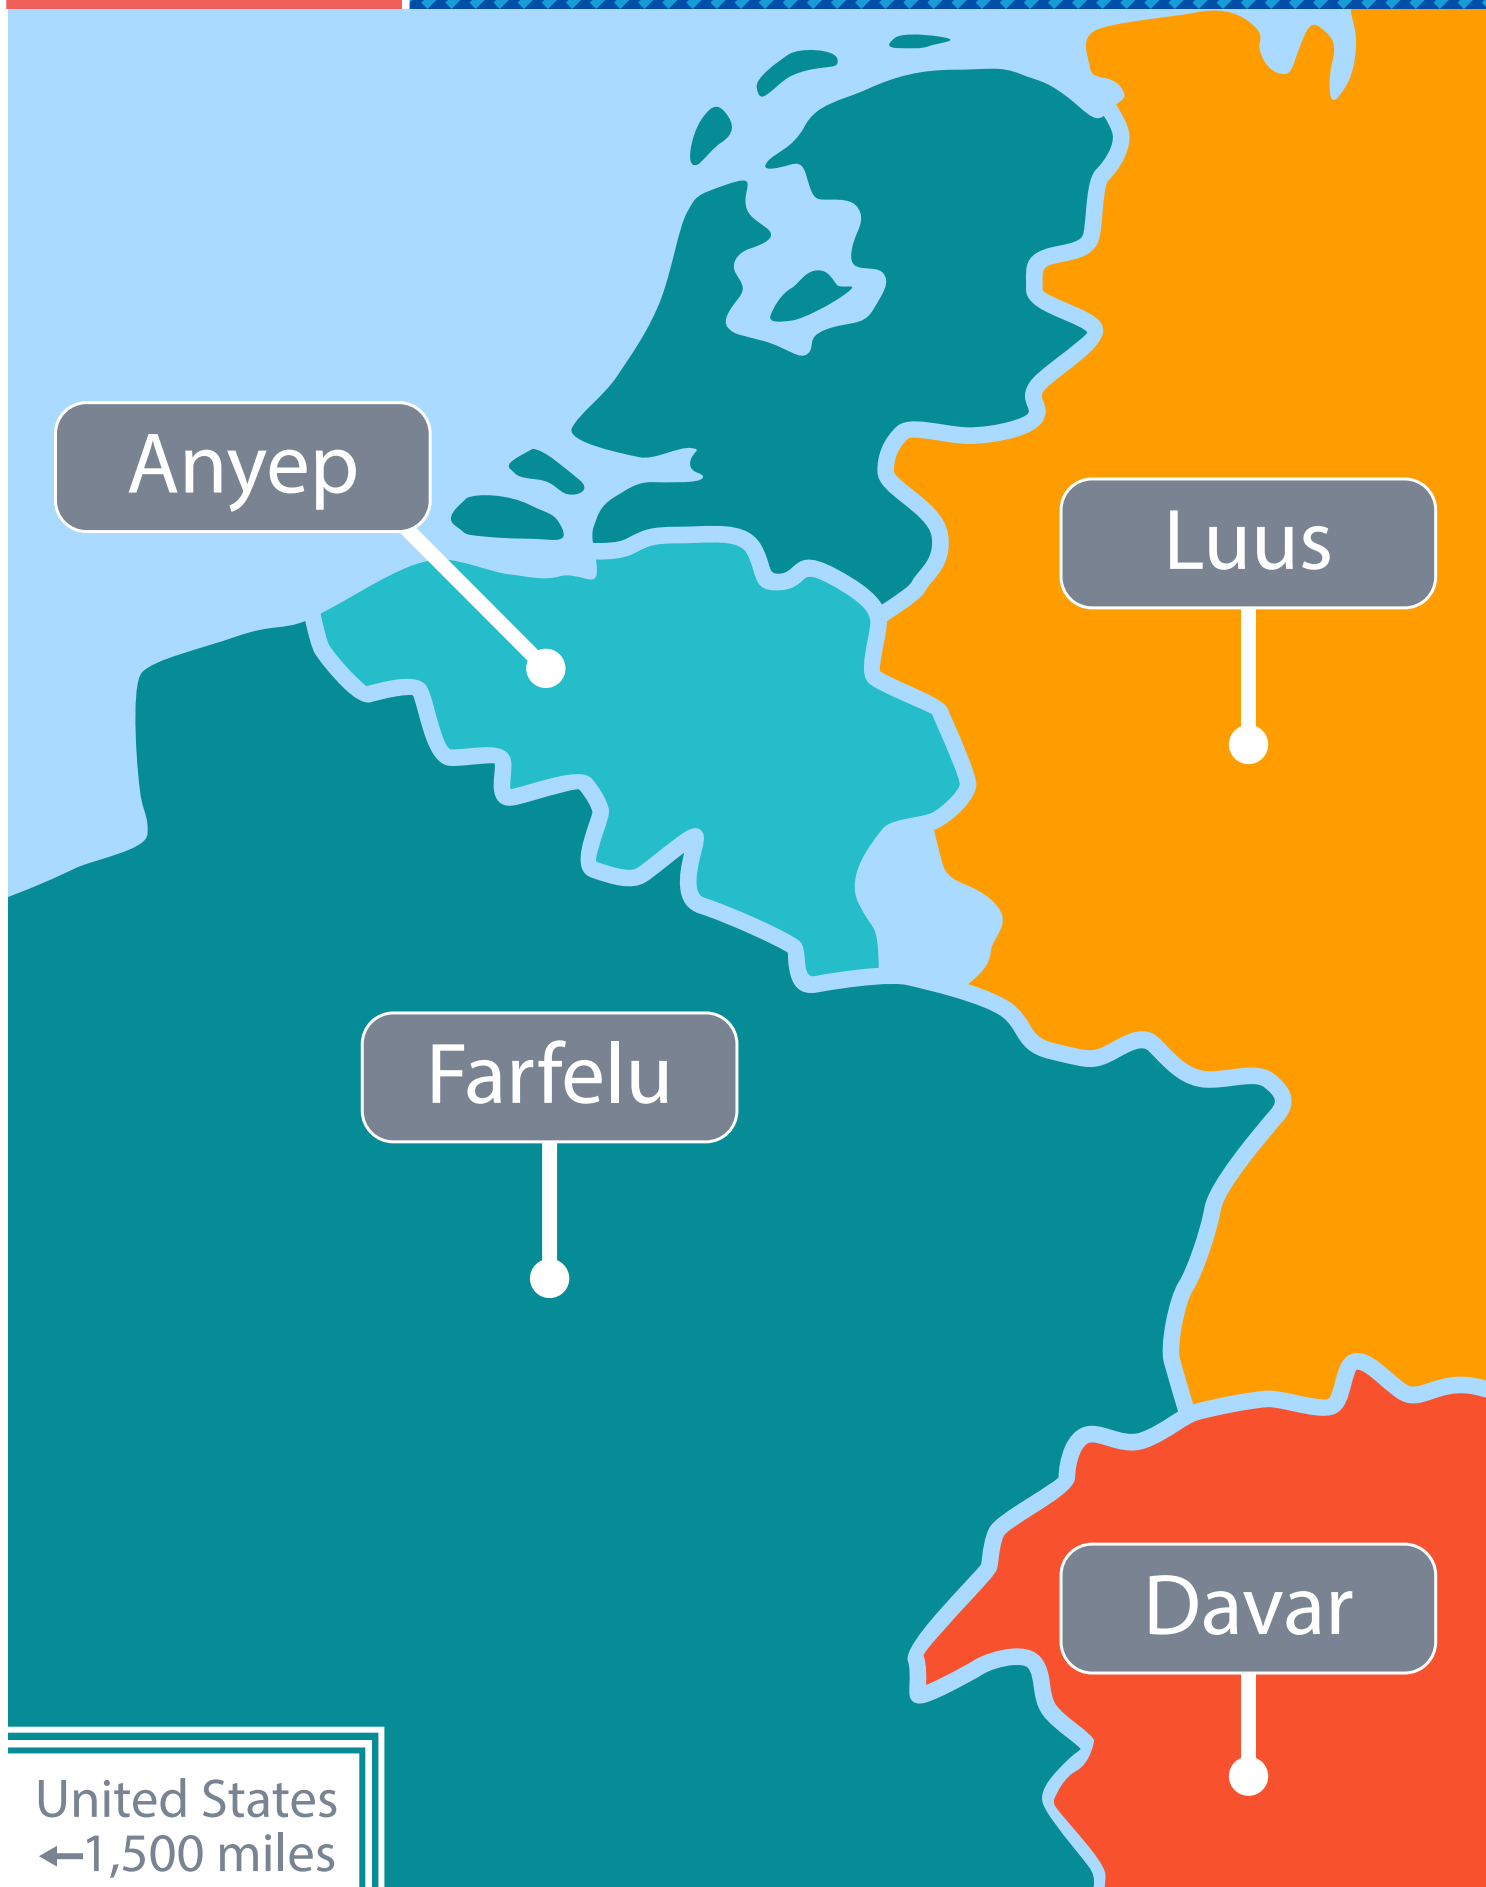 Anyep
Luus
Farfelu
Davar
United States
←1,500 miles